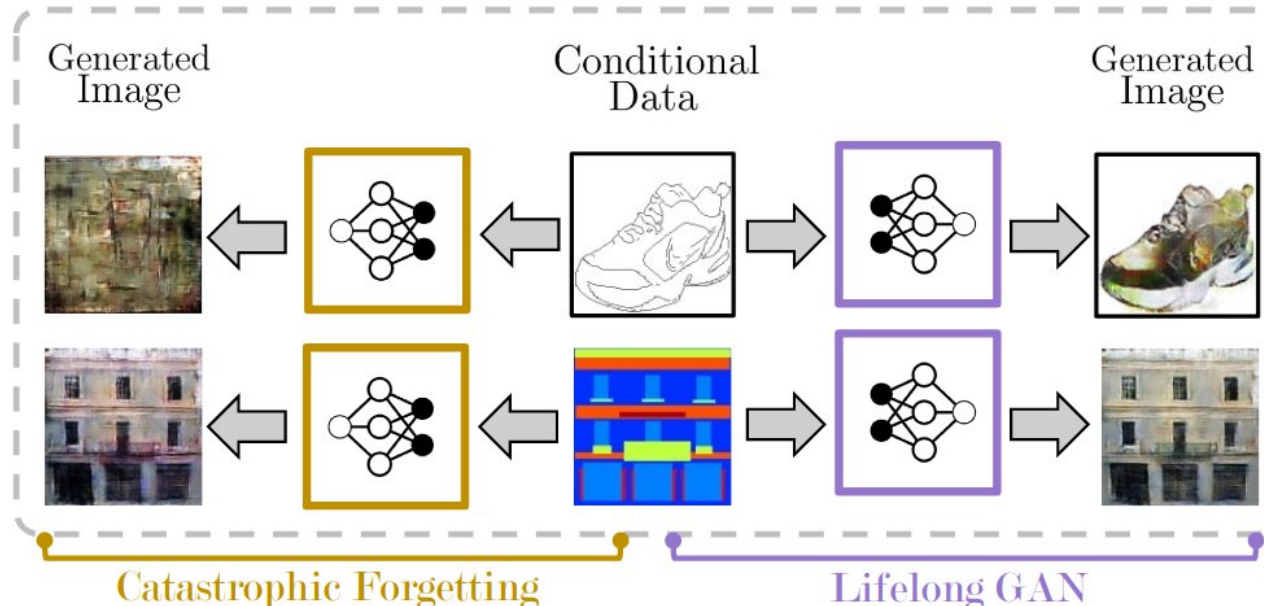 Generated
Image
Conditional
Data
Generated
Image
Catastrophic Forgetting
Lifelong GAN